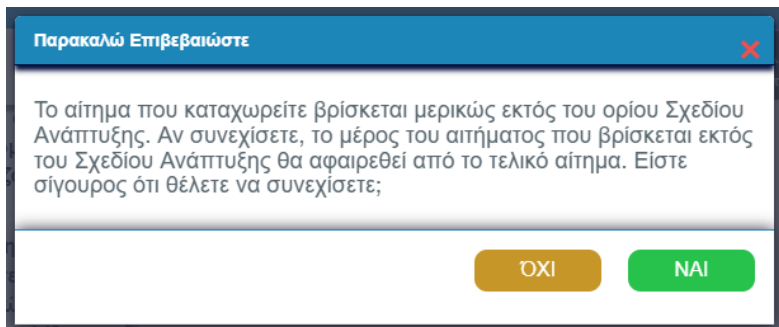 Παρακαλώ Επιβεβαιώστε
Το αίτημα που καταχωρείτε βρίσκεται μερικώς εκτός του ορίου Σχεδίου
Ανάπτυξης. Αν συνεχίσετε, το μέρος του αιτήματος που βρίσκεται εκτός
του Σχεδίου Ανάπτυξης θα αφαιρεθεί από το τελικό αίτημα. Είστε
σίγουρος ότι θέλετε να συνεχίσετε;
ΌΧΙ ΝΑΙ